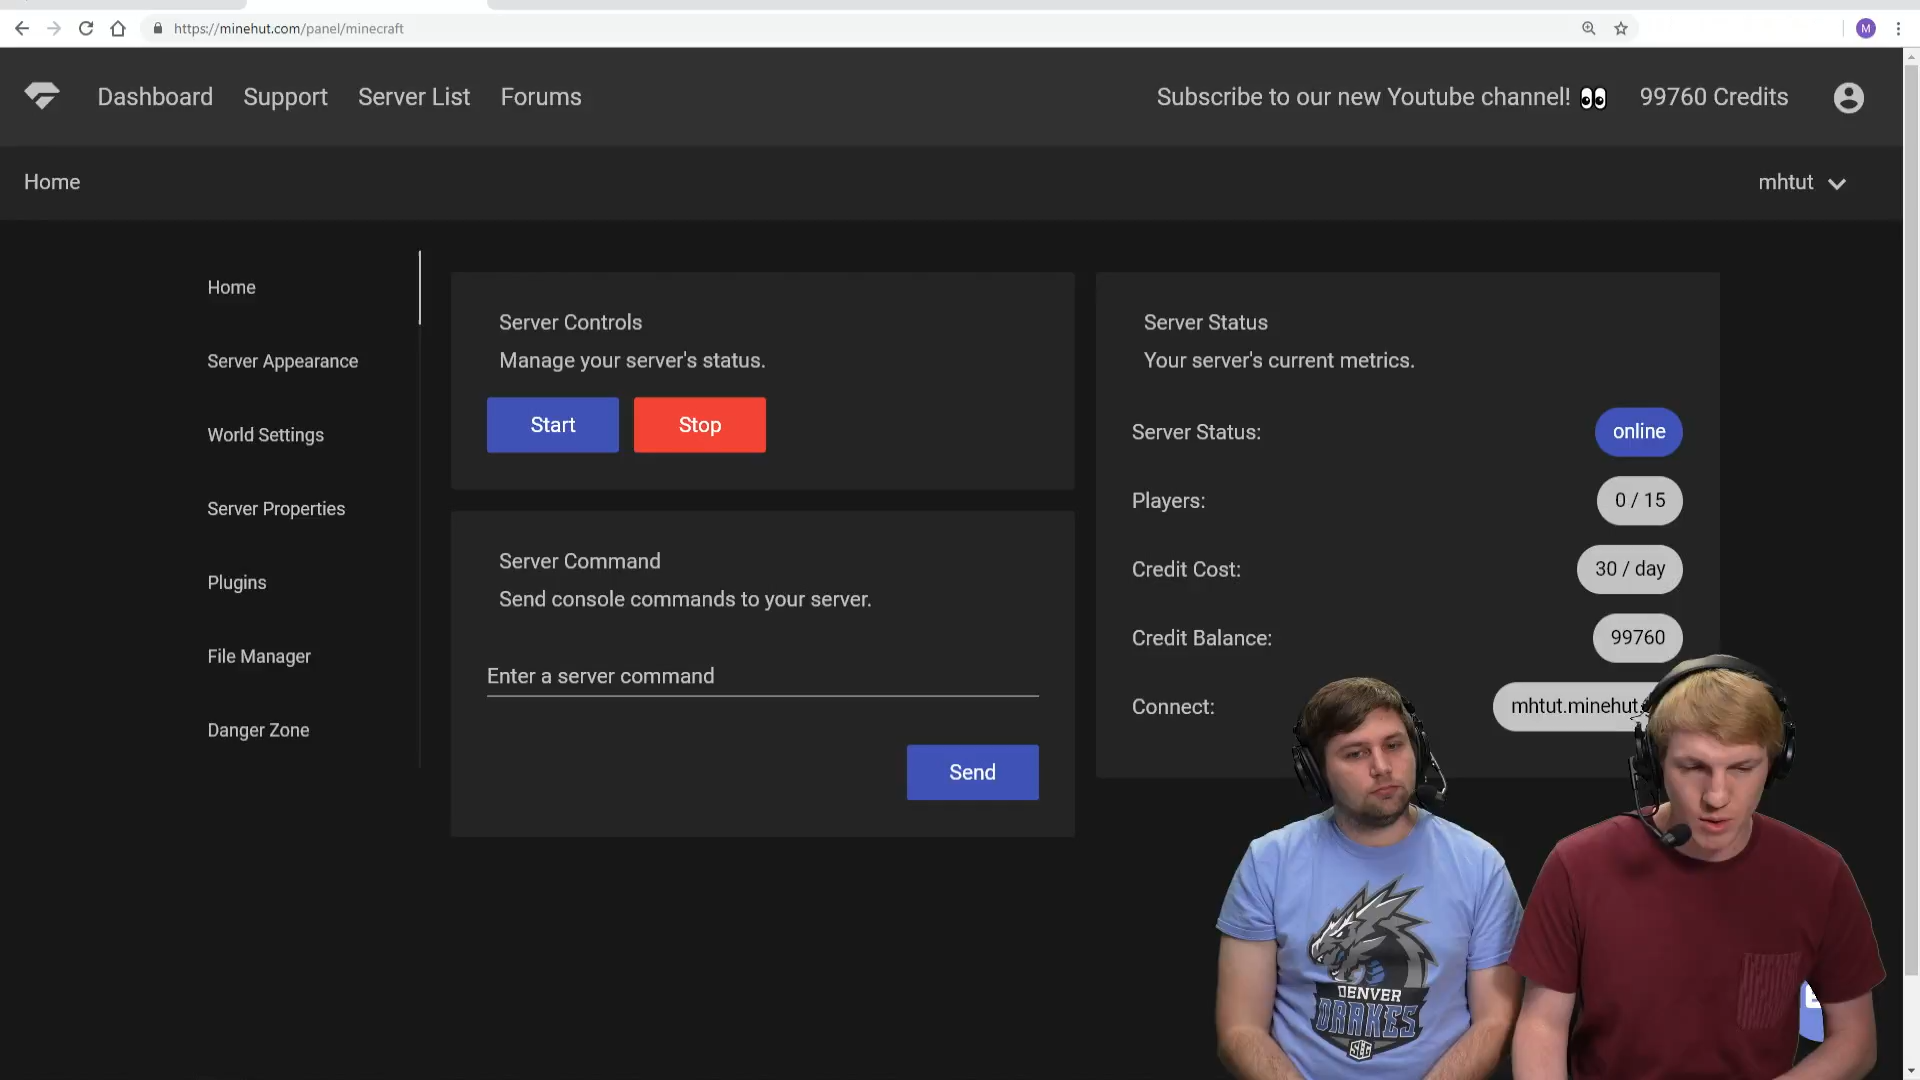 https://minehut.com/panel/minecraft
M
Dashboard
Support
Server List
Forums
Subscribe to our new Youtube channel! 👀
99760 Credits
Home
mhtut
Home
Server Appearance
World Settings
Server Properties
Plugins
File Manager
Danger Zone
Server Controls
Manage your server's status.
Start
Stop
Server Command
Send console commands to your server.
Enter a server command
Send
Server Status
Your server's current metrics.
Server Status:
online
Players:
0 / 15
Credit Cost:
30 / day
Credit Balance:
99760
Connect:
mhtut.minehut.
DENVER
DRAKES